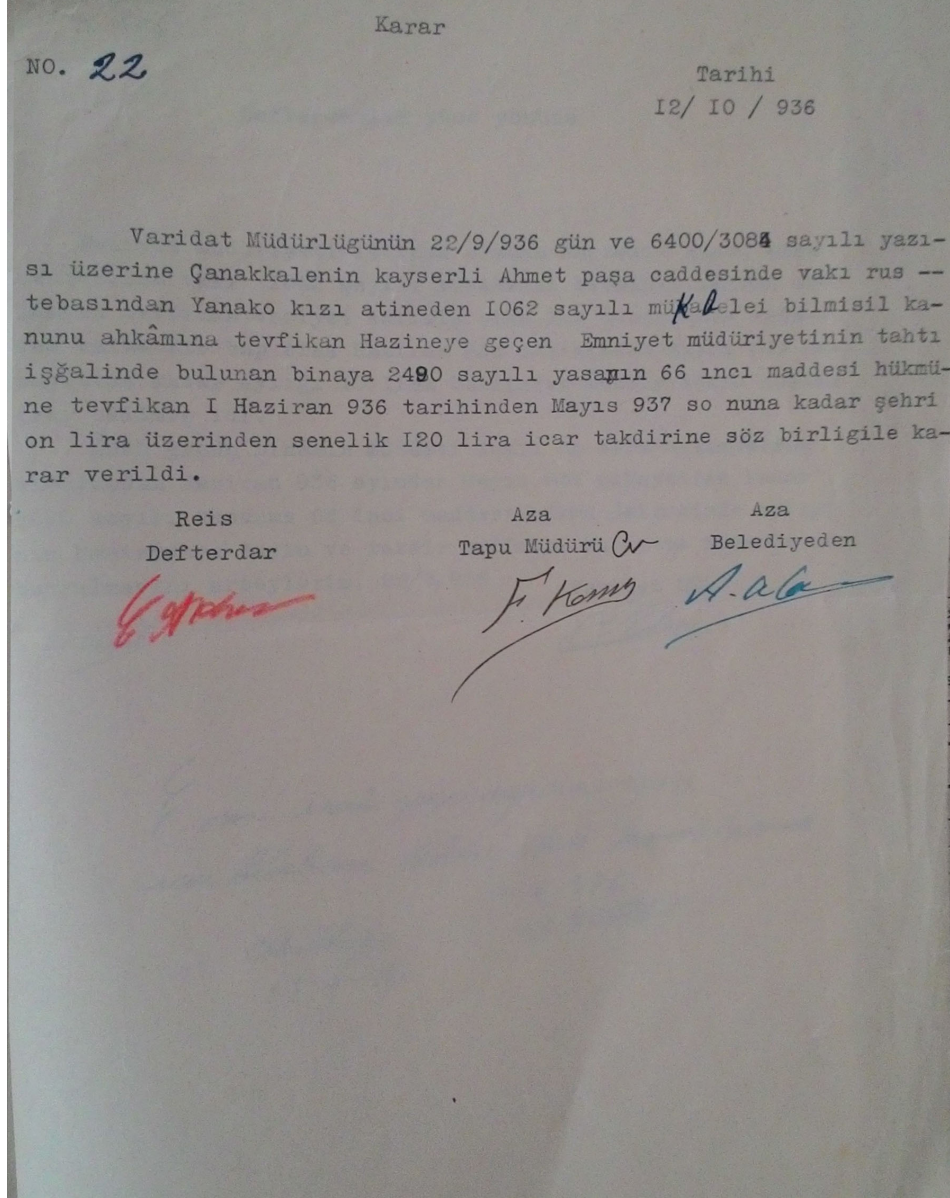 Karar
NO. 22
Tarihi
I2/ IO / 936
Varidat Müdürlügünün 22/9/936 gün ve 6400/3084 sayılı yazı-
sı üzerine Çanakkalenin kayserli Ahmet paşa caddesinde vakı rus --
tebasından Yanako kızı atineden I062 sayılı mükabelei bilmisil ka-
nunu ahkâmına tevfikan Hazineye geçen Emniyet müdüriyetinin tahtı
işğalinde bulunan binaya 2490 sayılı yasanın 66 ıncı maddesi hükmü-
ne tevfikan I Haziran 936 tarihinden Mayıs 937 so nuna kadar şehri
on lira üzerinden senelik I20 lira icar takdirine söz birligile ka-
rar verildi.
Reis Aza Aza
Defterdar Tapu Müdürü Belediyeden